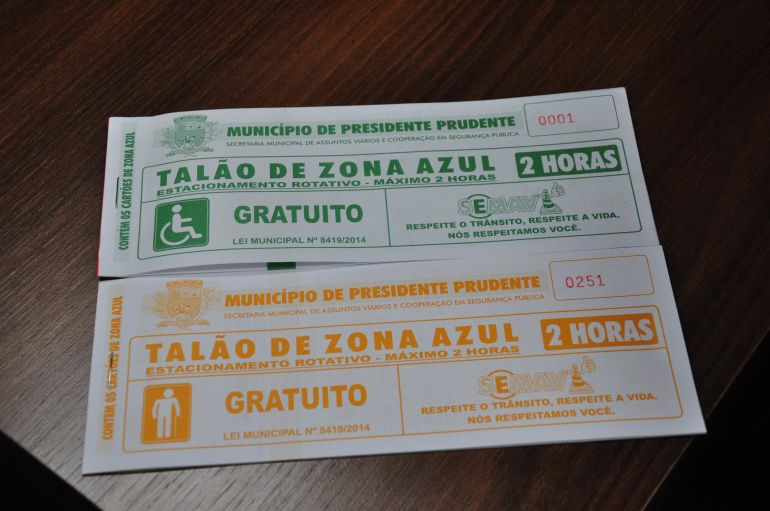 CONTÉM 05 CARTÕES DE ZONA AZUL
MUNICÍPIO DE PRESIDENTE PRUDENTE
SECRETARIA MUNICIPAL DE ASSUNTOS VIÁRIOS E COOPERAÇÃO EM SEGURANÇA PÚBLICA
0001
TALÃO DE ZONA AZUL
2 HORAS
ESTACIONAMENTO ROTATIVO - MÁXIMO 2 HORAS
GRATUITO
LEI MUNICIPAL Nº 8419/2014
SEMAV
RESPEITE O TRÂNSITO, RESPEITE A VIDA.
NÓS RESPEITAMOS VOCÊ.
CONTÉM 05 CARTÕES DE ZONA AZUL
MUNICÍPIO DE PRESIDENTE PRUDENTE
SECRETARIA MUNICIPAL DE ASSUNTOS VIÁRIOS E COOPERAÇÃO EM SEGURANÇA PÚBLICA
0251
TALÃO DE ZONA AZUL
2 HORAS
ESTACIONAMENTO ROTATIVO - MÁXIMO 2 HORAS
GRATUITO
LEI MUNICIPAL Nº 8419/2014
SEMAV
RESPEITE O TRÂNSITO, RESPEITE A VIDA.
NÓS RESPEITAMOS VOCÊ.